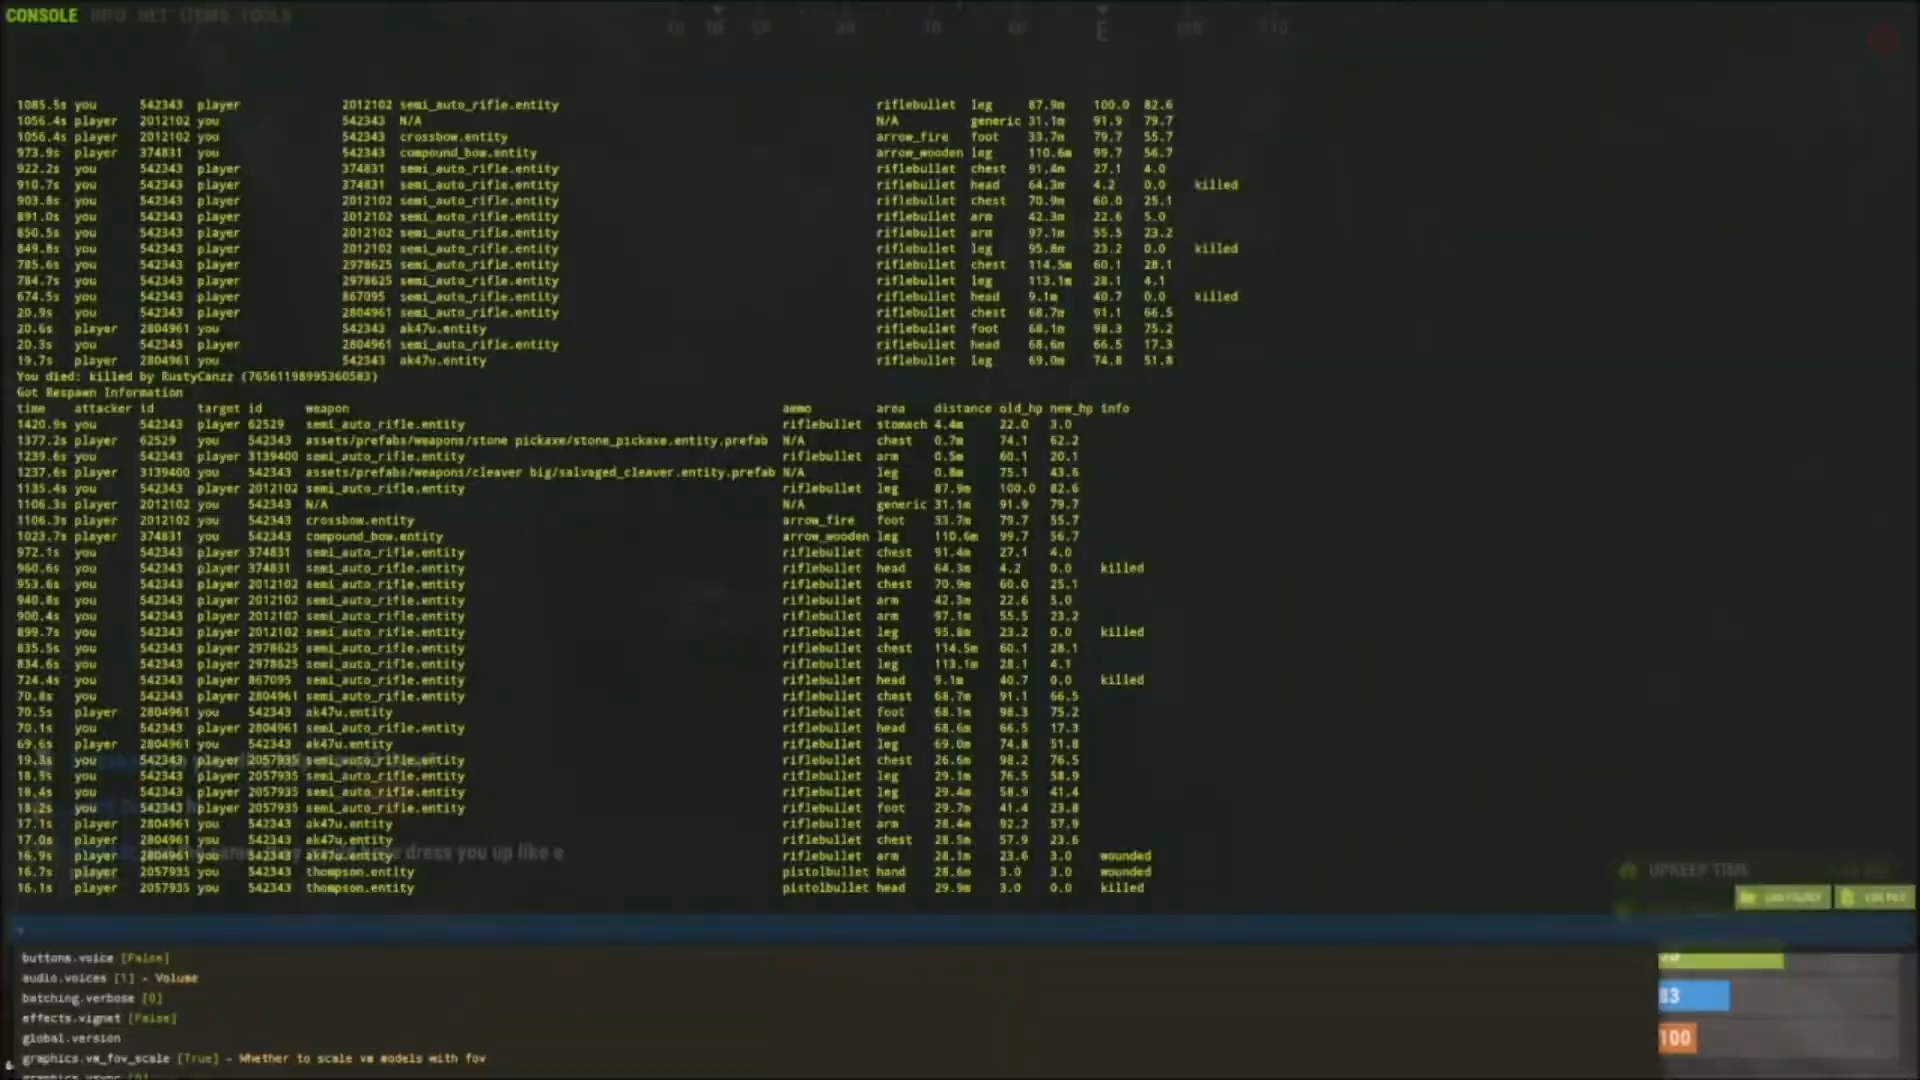 CONSOLE INFO NET ITEMS TOOLS
E
1085.5s you 542343 player 2012102 semi_auto_rifle.entity riflebullet leg 87.9m 100.0 82.6
1056.4s player 2012102 you 542343 N/A N/A generic 31.1m 91.9 79.7
1056.4s player 2012102 you 542343 crossbow.entity arrow_fire foot 33.7m 79.7 55.7
973.9s player 374831 you 542343 compound_bow.entity arrow_wooden leg 110.6m 99.7 56.7
922.2s you 542343 player 374831 semi_auto_rifle.entity riflebullet chest 91.4m 27.1 4.0
910.7s you 542343 player 374831 semi_auto_rifle.entity riflebullet head 64.3m 4.2 0.0 killed
903.8s you 542343 player 2012102 semi_auto_rifle.entity riflebullet chest 70.9m 60.0 25.1
891.0s you 542343 player 2012102 semi_auto_rifle.entity riflebullet arm 42.3m 22.6 5.0
850.5s you 542343 player 2012102 semi_auto_rifle.entity riflebullet arm 97.1m 55.5 23.2
849.8s you 542343 player 2012102 semi_auto_rifle.entity riflebullet leg 95.8m 23.2 0.0 killed
785.6s you 542343 player 2978625 semi_auto_rifle.entity riflebullet chest 114.5m 60.1 28.1
784.7s you 542343 player 2978625 semi_auto_rifle.entity riflebullet leg 113.1m 28.1 4.1
674.5s you 542343 player 867095 semi_auto_rifle.entity riflebullet head 9.1m 40.7 0.0 killed
20.9s you 542343 player 2804961 semi_auto_rifle.entity riflebullet chest 68.7m 91.1 66.5
20.6s player 2804961 you 542343 ak47u.entity riflebullet foot 68.1m 98.3 75.2
20.3s you 542343 player 2804961 semi_auto_rifle.entity riflebullet head 68.6m 66.5 17.3
19.7s player 2804961 you 542343 ak47u.entity riflebullet leg 69.0m 74.8 51.8
You died: killed by RustyCanzz (76561198995360583)
Got Respawn Information
time attacker id target id weapon ammo area distance old_hp new_hp info
1420.9s you 542343 player 62529 semi_auto_rifle.entity riflebullet stomach 4.4m 22.0 3.0
1377.2s player 62529 you 542343 assets/prefabs/weapons/stone pickaxe/stone_pickaxe.entity.prefab N/A chest 0.7m 74.1 62.2
1239.6s you 542343 player 3139400 semi_auto_rifle.entity riflebullet arm 0.5m 60.1 20.1
1237.6s player 3139400 you 542343 assets/prefabs/weapons/cleaver big/salvaged_cleaver.entity.prefab N/A leg 0.8m 75.1 43.6
1135.4s you 542343 player 2012102 semi_auto_rifle.entity riflebullet leg 87.9m 100.0 82.6
1106.3s player 2012102 you 542343 N/A N/A generic 31.1m 91.9 79.7
1106.3s player 2012102 you 542343 crossbow.entity arrow_fire foot 33.7m 79.7 55.7
1023.7s player 374831 you 542343 compound_bow.entity arrow_wooden leg 110.6m 99.7 56.7
972.1s you 542343 player 374831 semi_auto_rifle.entity riflebullet chest 91.4m 27.1 4.0
960.6s you 542343 player 374831 semi_auto_rifle.entity riflebullet head 64.3m 4.2 0.0 killed
953.6s you 542343 player 2012102 semi_auto_rifle.entity riflebullet chest 70.9m 60.0 25.1
940.8s you 542343 player 2012102 semi_auto_rifle.entity riflebullet arm 42.3m 22.6 5.0
900.4s you 542343 player 2012102 semi_auto_rifle.entity riflebullet arm 97.1m 55.5 23.2
899.7s you 542343 player 2012102 semi_auto_rifle.entity riflebullet leg 95.8m 23.2 0.0 killed
835.5s you 542343 player 2978625 semi_auto_rifle.entity riflebullet chest 114.5m 60.1 28.1
834.6s you 542343 player 2978625 semi_auto_rifle.entity riflebullet leg 113.1m 28.1 4.1
724.4s you 542343 player 867095 semi_auto_rifle.entity riflebullet head 9.1m 40.7 0.0 killed
70.8s you 542343 player 2804961 semi_auto_rifle.entity riflebullet chest 68.7m 91.1 66.5
70.5s player 2804961 you 542343 ak47u.entity riflebullet foot 68.1m 98.3 75.2
70.1s you 542343 player 2804961 semi_auto_rifle.entity riflebullet head 68.6m 66.5 17.3
69.6s player 2804961 you 542343 ak47u.entity riflebullet leg 69.0m 74.8 51.8
19.3s you 542343 player 2057935 semi_auto_rifle.entity riflebullet chest 26.6m 98.2 76.5
18.9s you 542343 player 2057935 semi_auto_rifle.entity riflebullet leg 29.1m 76.5 58.9
18.4s you 542343 player 2057935 semi_auto_rifle.entity riflebullet leg 29.4m 58.9 41.4
18.2s you 542343 player 2057935 semi_auto_rifle.entity riflebullet foot 29.7m 41.4 23.8
17.1s player 2804961 you 542343 ak47u.entity riflebullet arm 28.4m 92.2 57.9
17.0s player 2804961 you 542343 ak47u.entity riflebullet chest 28.5m 57.9 23.6
16.9s player 2804961 you 542343 ak47u.entity riflebullet arm 28.1m 23.6 3.0 wounded
dress you up like a
16.7s player 2057935 you 542343 thompson.entity pistolbullet hand 28.6m 3.0 3.0 wounded
16.1s player 2057935 you 542343 thompson.entity pistolbullet head 29.9m 3.0 0.0 killed
UPKEEP TIME
buttons.voice [False]
audio.voices [1] - Volume
batching.verbose [0]
effects.vignet [False]
global.version
graphics.vm_fov_scale [True] - Whether to scale vm models with fov
83
100